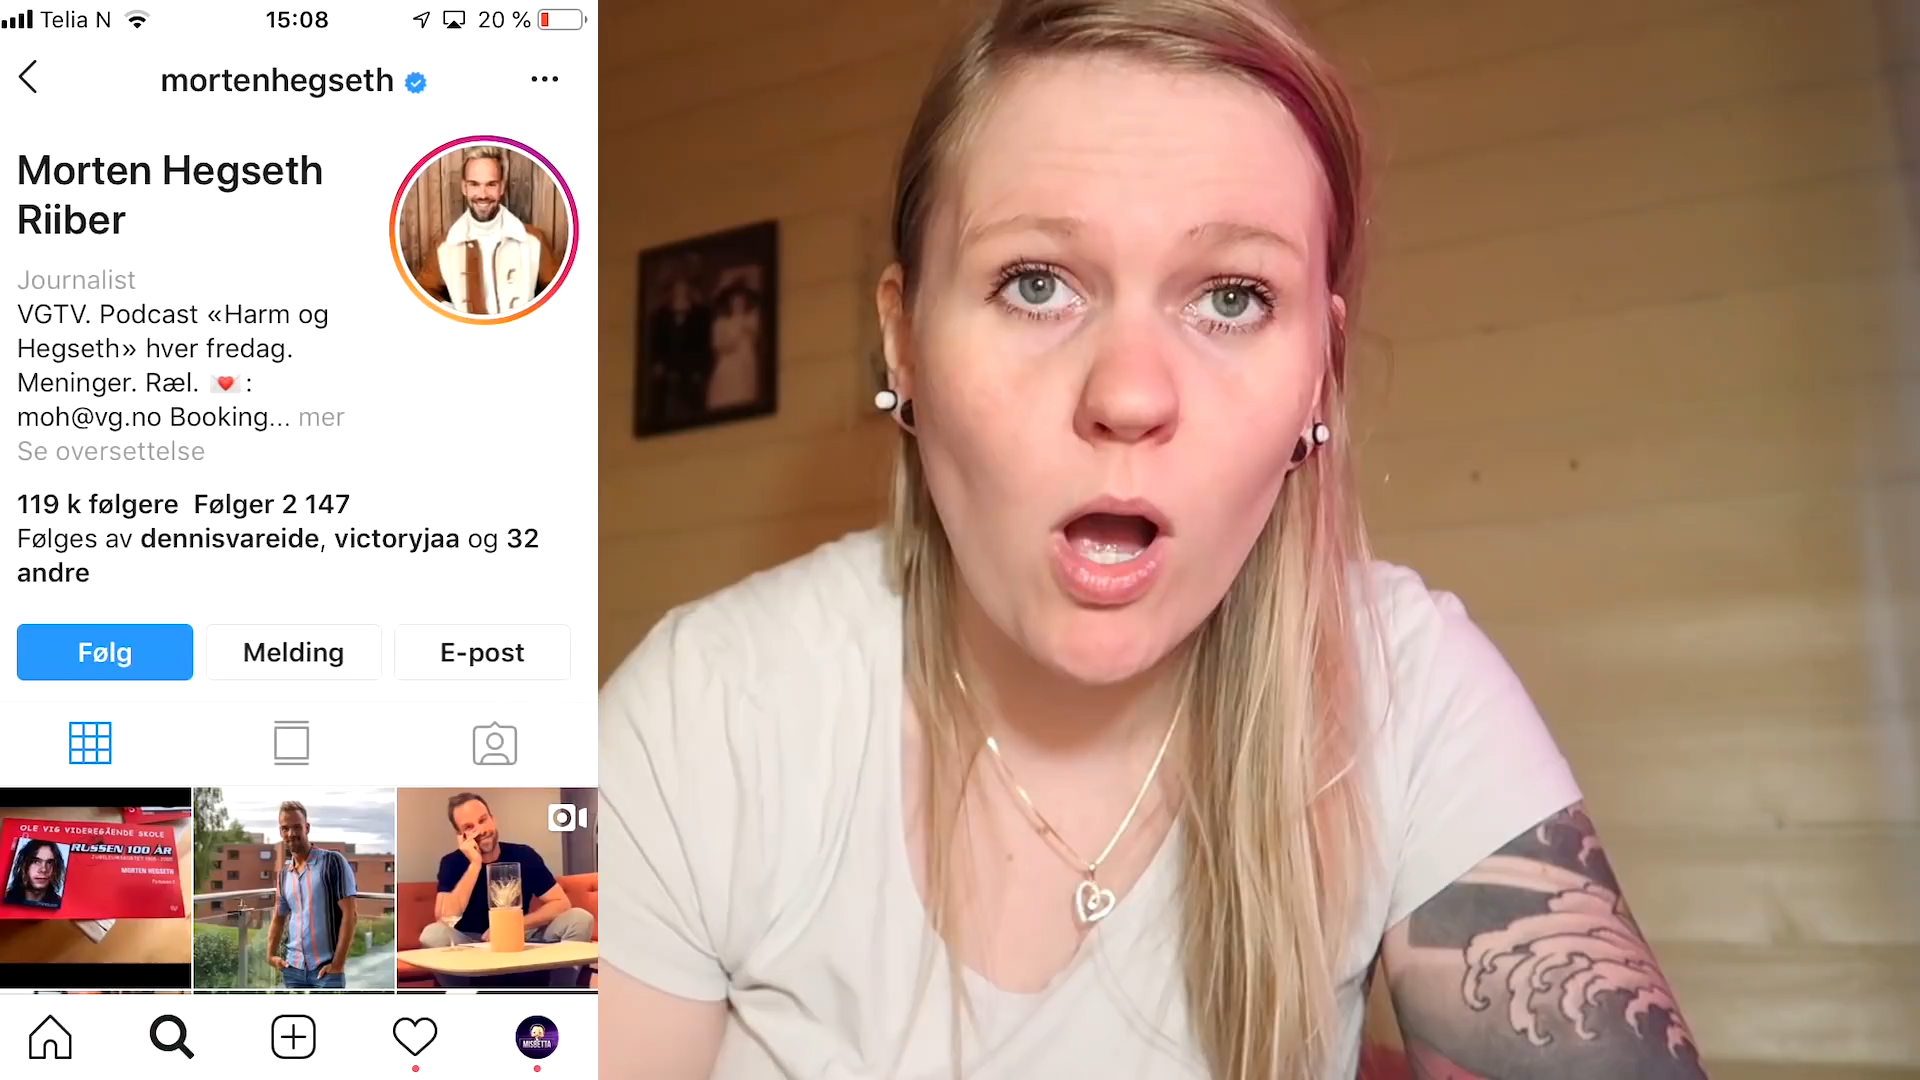 Telia N 15:08 20 %
mortenhegseth
Morten Hegseth
Riiber
Journalist
VGTV. Podcast «Harm og
Hegseth» hver fredag.
Meninger. Ræl. 💌 :
moh@vg.no Booking... mer
Se oversettelse
119 k følgere Følger 2 147
Følges av dennisvareide, victoryjaa og 32
andre
Følg Melding E-post
OLE VIG VIDEREGÅENDE SKOLE
RUSSEN 100 ÅR
MORTEN HEGSETH
MISBETTA